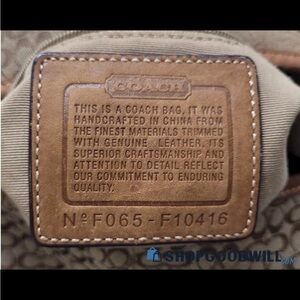 COACH
THIS IS A COACH BAG. IT WAS
HANDCRAFTED IN CHINA FROM
THE FINEST MATERIALS TRIMMED
WITH GENUINE LEATHER. ITS
SUPERIOR CRAFTSMANSHIP AND
ATTENTION TO DETAIL REFLECT
OUR COMMITMENT TO ENDURING
QUALITY.
Nº F065-F10416
SHOPGOODWILL